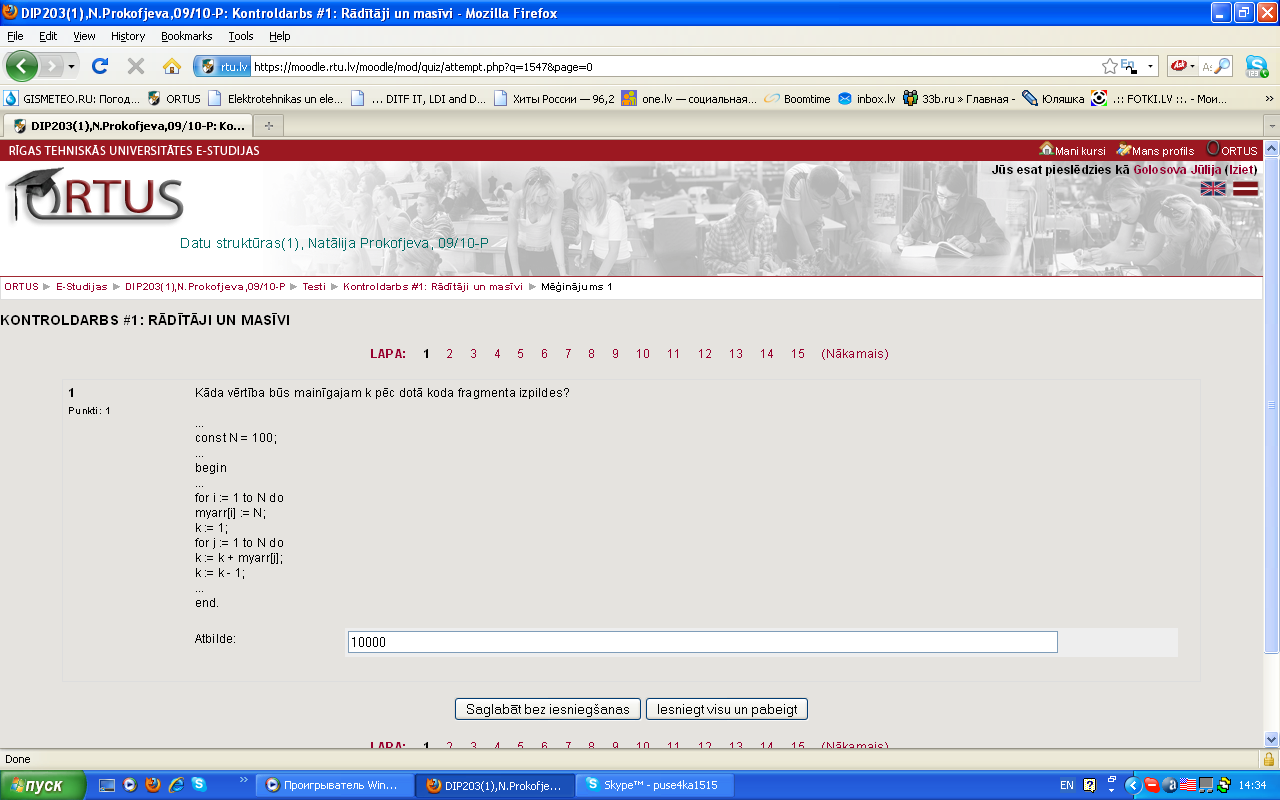 DIP203(1),N.Prokofjeva,09/10-P: Kontroldarbs #1: Rādītāji un masīvi - Mozilla Firefox
File Edit View History Bookmarks Tools Help
rtu.lv https://moodle.rtu.lv/moodle/mod/quiz/attempt.php?q=1547&page=0
GISMETEO.RU: Погод... ORTUS Elektrotehnikas un ele... ... DITF IT, LDI and D... Хиты России — 96,2 one.lv — социальная... Boomtime inbox.lv 33b.ru » Главная - Юляшка .:: FOTKI.LV ::. - Мои... »
DIP203(1),N.Prokofjeva,09/10-P: Ko...
RĪGAS TEHNISKĀS UNIVERSITĀTES E-STUDIJAS Mani kursi Mans profils ORTUS
Jūs esat pieslēdzies kā Golosova Jūlija (Iziet)
ORTUS
Datu struktūras(1), Natālija Prokofjeva, 09/10-P
ORTUS ► E-Studijas ► DIP203(1),N.Prokofjeva,09/10-P ► Testi ► Kontroldarbs #1: Rādītāji un masīvi ► Mēģinājums 1
KONTROLDARBS #1: RĀDĪTĀJI UN MASĪVI
LAPA: 1 2 3 4 5 6 7 8 9 10 11 12 13 14 15 (Nākamais)
1 Kāda vērtība būs mainīgajam k pēc dotā koda fragmenta izpildes?
Punkti: 1
...
const N = 100;
...
begin
...
for i := 1 to N do
myarr[i] := N;
k := 1;
for j := 1 to N do
k := k + myarr[j];
k := k - 1;
...
end.
Atbilde: 10000
Saglabāt bez iesniegšanas Iesniegt visu un pabeigt
LAPA: 1 2 3 4 5 6 7 8 9 10 11 12 13 14 15 (Nākamais)
Done
пуск » Проигрыватель Win... DIP203(1),N.Prokofje... Skype™ - puse4ka1515 EN 14:34